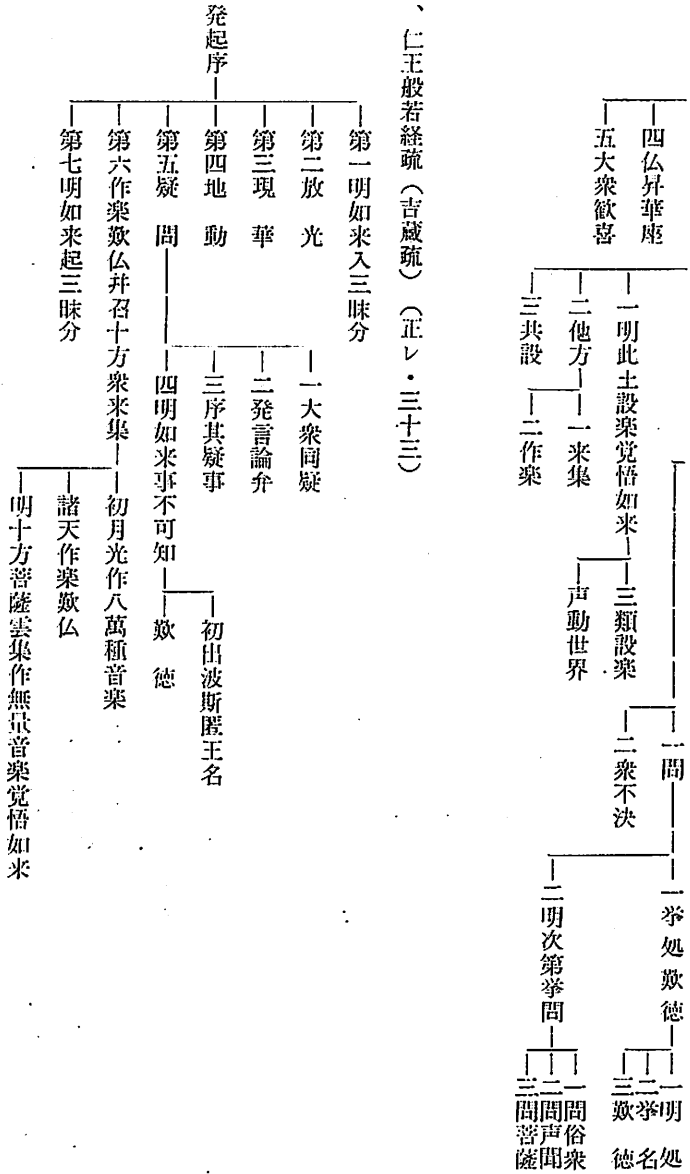 四仏昇華座
五大衆歓喜
一明此土設楽覚悟如来
三類設楽
声動世界
二他方
一来集
二作楽
三共設
一問
一挙処歎徳
一明処
二挙名
三歎徳
二明次第挙問
一問俗衆
二問声聞
三問菩薩
二衆不決
、仁王般若経疏(吉蔵疏)(正レ・三十三)
発起序
第一明如来入三昧分
第二放光
第三現華
第四地動
第五疑問
一大衆同疑
二発言論弁
三序其疑事
四明如来事不可知
初出波斯匿王名
歎徳
第六作楽歎仏幷召十方衆来集
初月光作八萬種音楽
諸天作楽歎仏
明十方菩薩雲集作無量音楽覚悟如来
第七明如来起三昧分